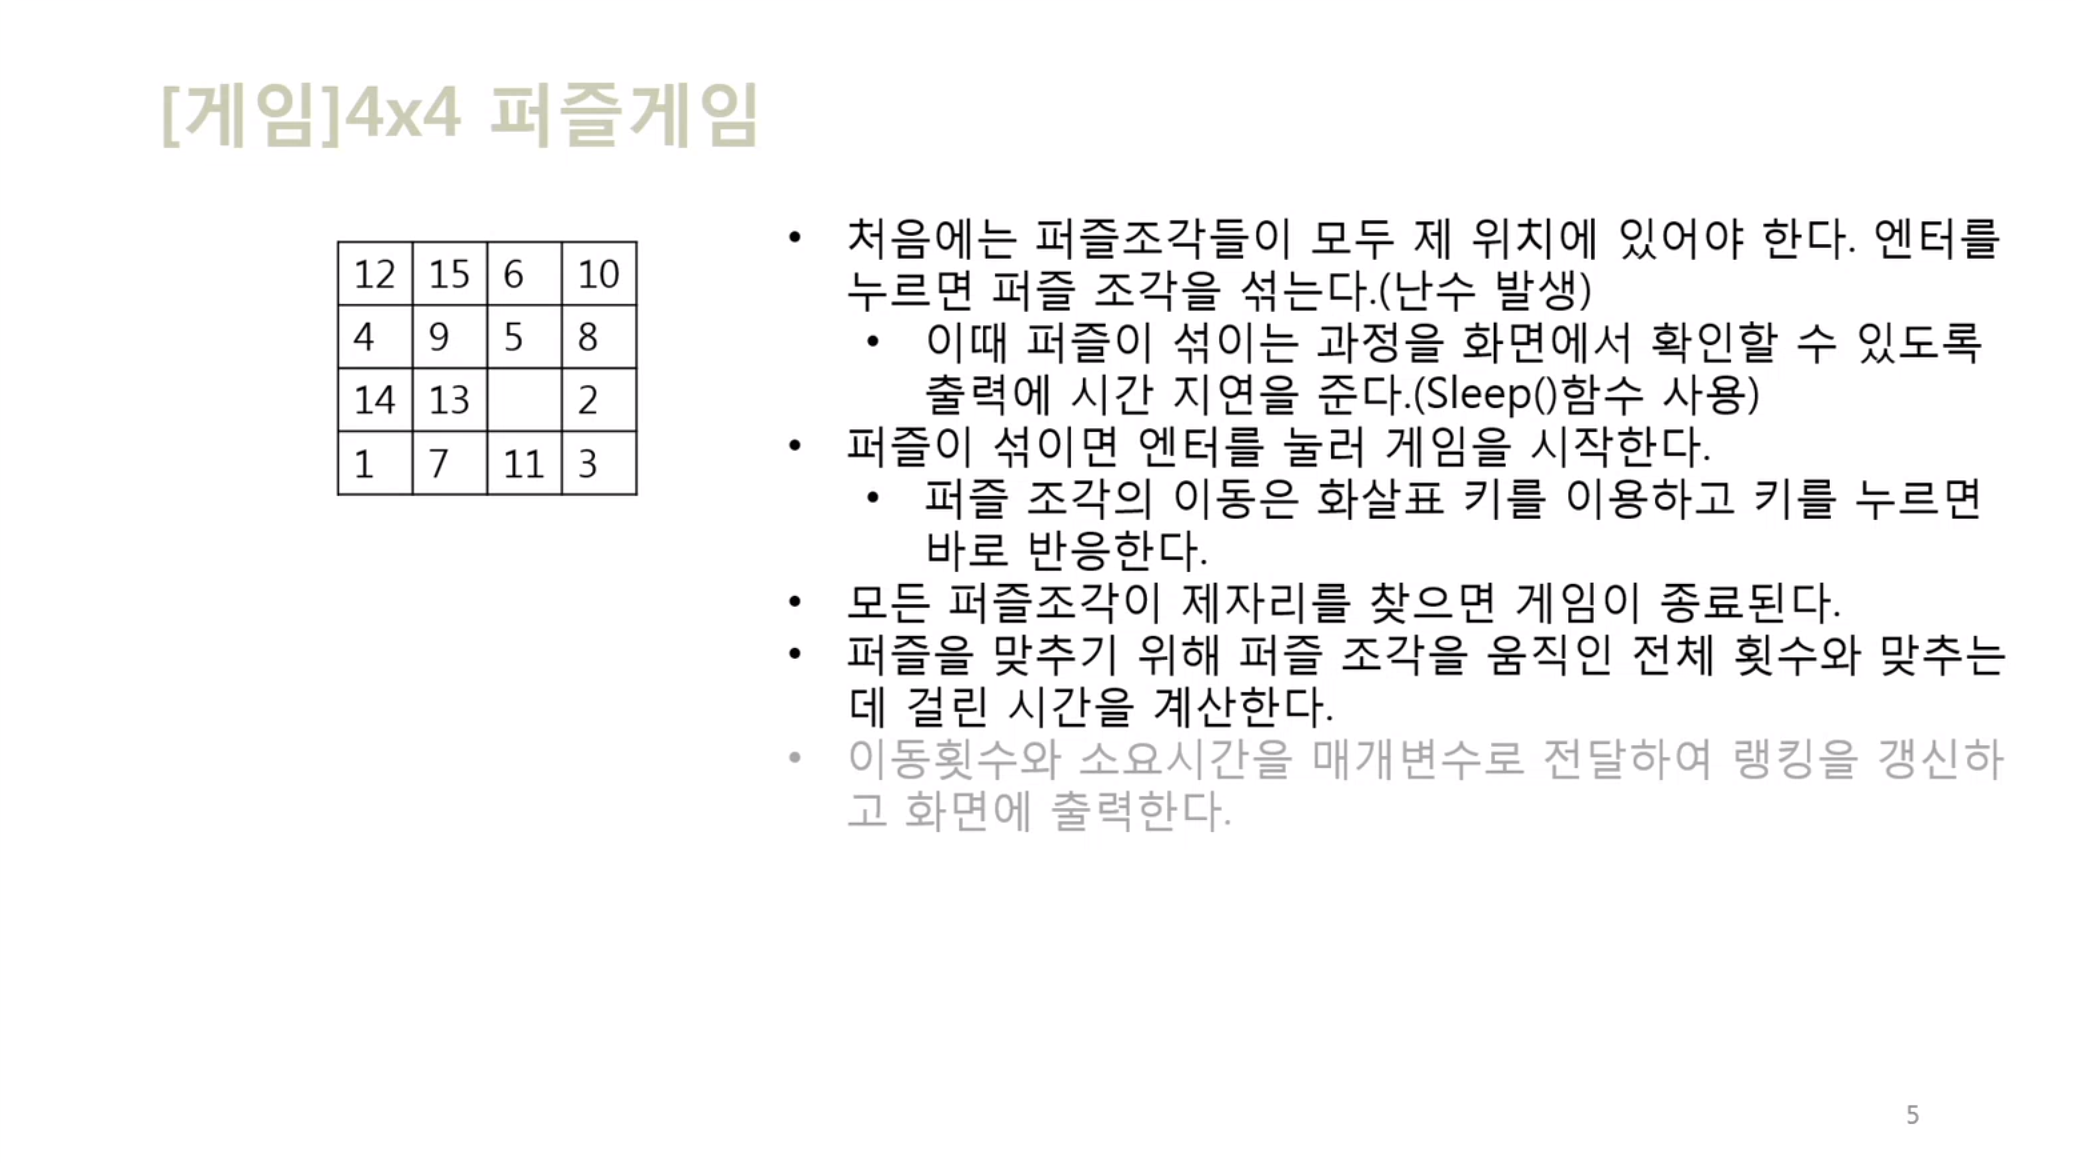 [게임]4x4 퍼즐게임
12 15 6 10
4 9 5 8
14 13 2
1 7 11 3
• 처음에는 퍼즐조각들이 모두 제 위치에 있어야 한다. 엔터를
누르면 퍼즐 조각을 섞는다.(난수 발생)
• 이때 퍼즐이 섞이는 과정을 화면에서 확인할 수 있도록
출력에 시간 지연을 준다.(Sleep()함수 사용)
• 퍼즐이 섞이면 엔터를 눌러 게임을 시작한다.
• 퍼즐 조각의 이동은 화살표 키를 이용하고 키를 누르면
바로 반응한다.
• 모든 퍼즐조각이 제자리를 찾으면 게임이 종료된다.
• 퍼즐을 맞추기 위해 퍼즐 조각을 움직인 전체 횟수와 맞추는
데 걸린 시간을 계산한다.
• 이동횟수와 소요시간을 매개변수로 전달하여 랭킹을 갱신하
고 화면에 출력한다.
5